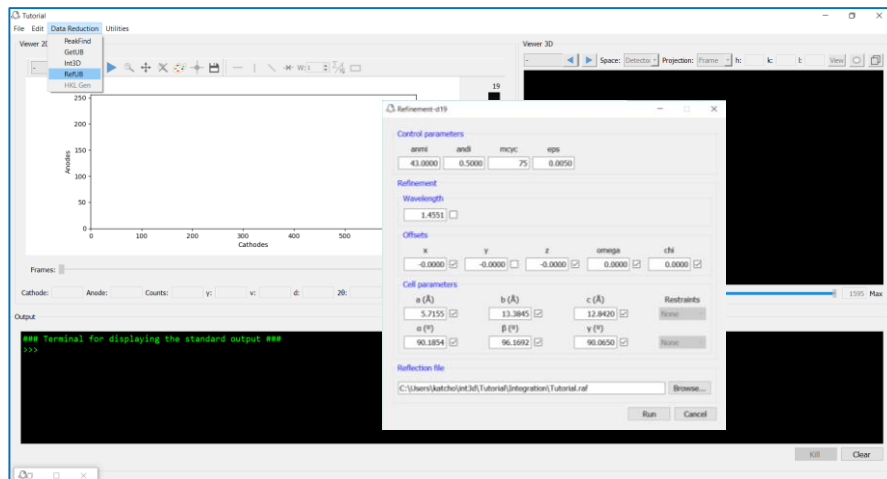 Tutorial
File Edit Data Reduction Utilities
PeakFind
GetUB
Int3D
RefUB
HKL Gen
Viewer 2D
W: 3
19
250
200
150
100
50
0
Anodes
0 100 200 300 400 500
Cathodes
Frames:
Cathode: Anode: Counts: γ: ν: d: 2θ:
Viewer 3D
- Space: Detector Projection: Frame h: k: l: View
1595 Max
Output
### Terminal for displaying the standard output ###
>>>
Kill Clear
Refinement-d19
Control parameters
anmi andi mcyc eps
43.0000 0.5000 75 0.0050
Refinement
Wavelength
1.4551
Offsets
x y z omega chi
-0.0000 -0.0000 -0.0000 0.0000 0.0000
Cell parameters
a (Å) b (Å) c (Å) Restraints
5.7155 13.3845 12.8420 None
α (º) β (º) γ (º)
90.1854 96.1692 90.0650 None
Reflection file
C:\Users\katcho\int3d\Tutorial\Integration\Tutorial.raf Browse...
Run Cancel